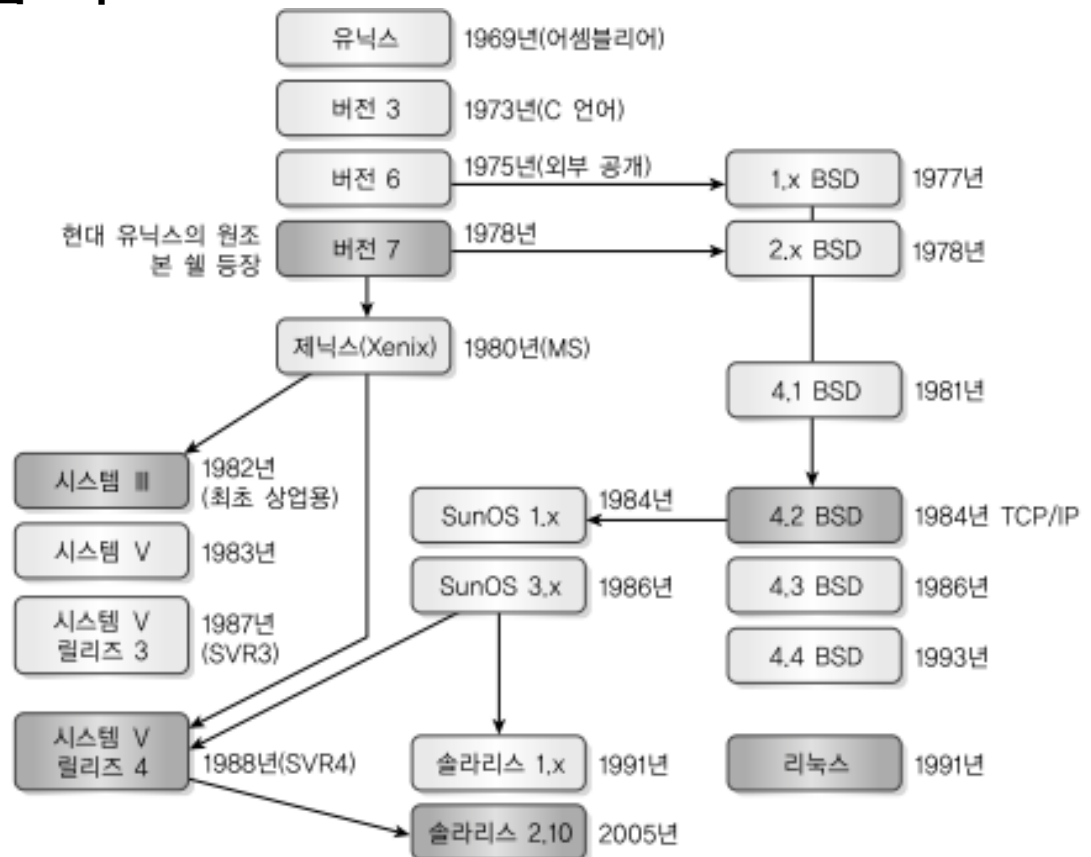 유닉스 1969년(어셈블리어)
버전 3 1973년(C 언어)
버전 6 1975년(외부 공개) 1.x BSD 1977년
현대 유닉스의 원조
본 쉘 등장
버전 7 1978년 2.x BSD 1978년
제닉스(Xenix) 1980년(MS)
4.1 BSD 1981년
시스템 Ⅲ 1982년
(최초 상업용)
SunOS 1.x 1984년 4.2 BSD 1984년 TCP/IP
시스템 V 1983년
SunOS 3.x 1986년 4.3 BSD 1986년
시스템 V
릴리즈 3
1987년
(SVR3)
4.4 BSD 1993년
시스템 V
릴리즈 4
1988년(SVR4)
솔라리스 1.x 1991년 리눅스 1991년
솔라리스 2.10 2005년